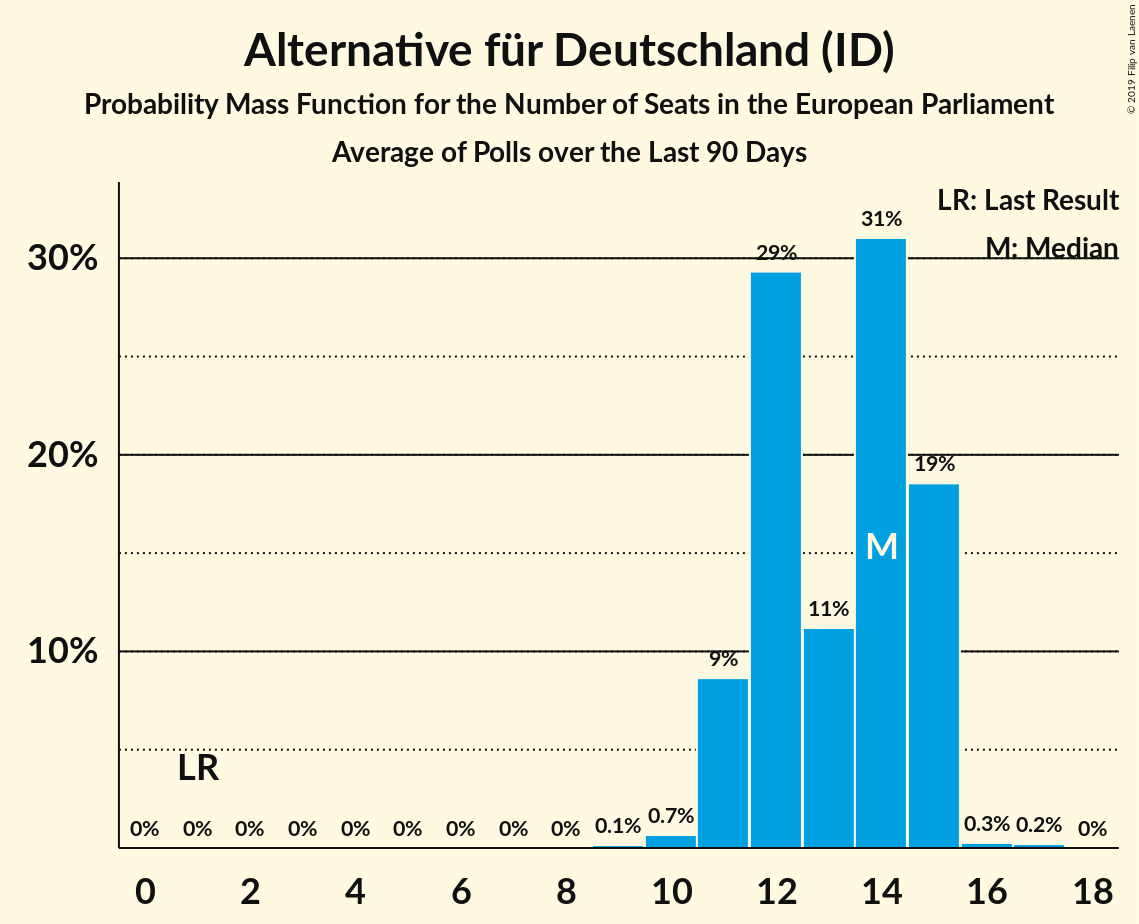 Alternative für Deutschland (ID)
Probability Mass Function for the Number of Seats in the European Parliament
Average of Polls over the Last 90 Days
© 2019 Filip van Laenen
LR: Last Result
M: Median
30%
20%
10%
31%
29%
19%
M
11%
9%
LR
0% 0% 0% 0% 0% 0% 0% 0% 0% 0.1% 0.7% 0.3% 0.2% 0%
0 2 4 6 8 10 12 14 16 18